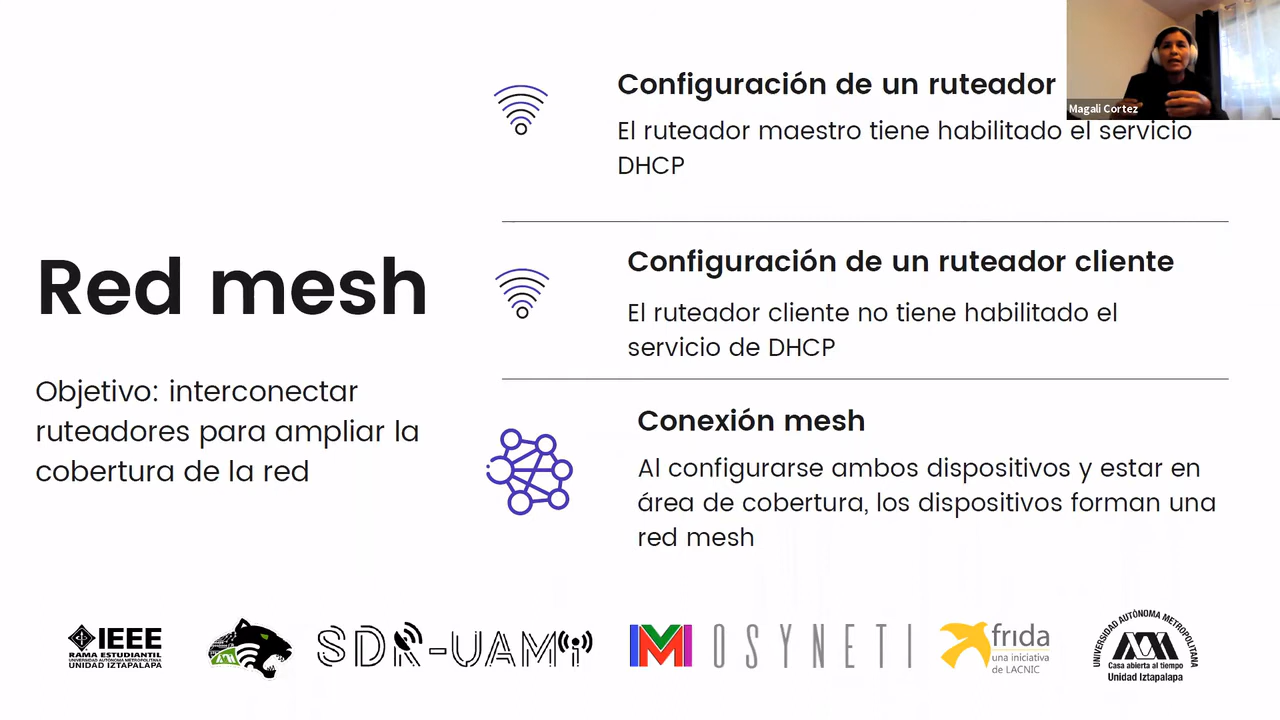 Red mesh
Objetivo: interconectar
ruteadores para ampliar la
cobertura de la red
Configuración de un ruteador
El ruteador maestro tiene habilitado el servicio
DHCP
Configuración de un ruteador cliente
El ruteador cliente no tiene habilitado el
servicio de DHCP
Conexión mesh
Al configurarse ambos dispositivos y estar en
área de cobertura, los dispositivos forman una
red mesh
Magali Cortez
IEEE
RAMA ESTUDIANTIL
UNIVERSIDAD AUTÓNOMA METROPOLITANA
UNIDAD IZTAPALAPA
SDR-UAMI
MOSYNETI
frida
una iniciativa
de LACNIC
UNIVERSIDAD AUTÓNOMA METROPOLITANA
Casa abierta al tiempo
Unidad Iztapalapa